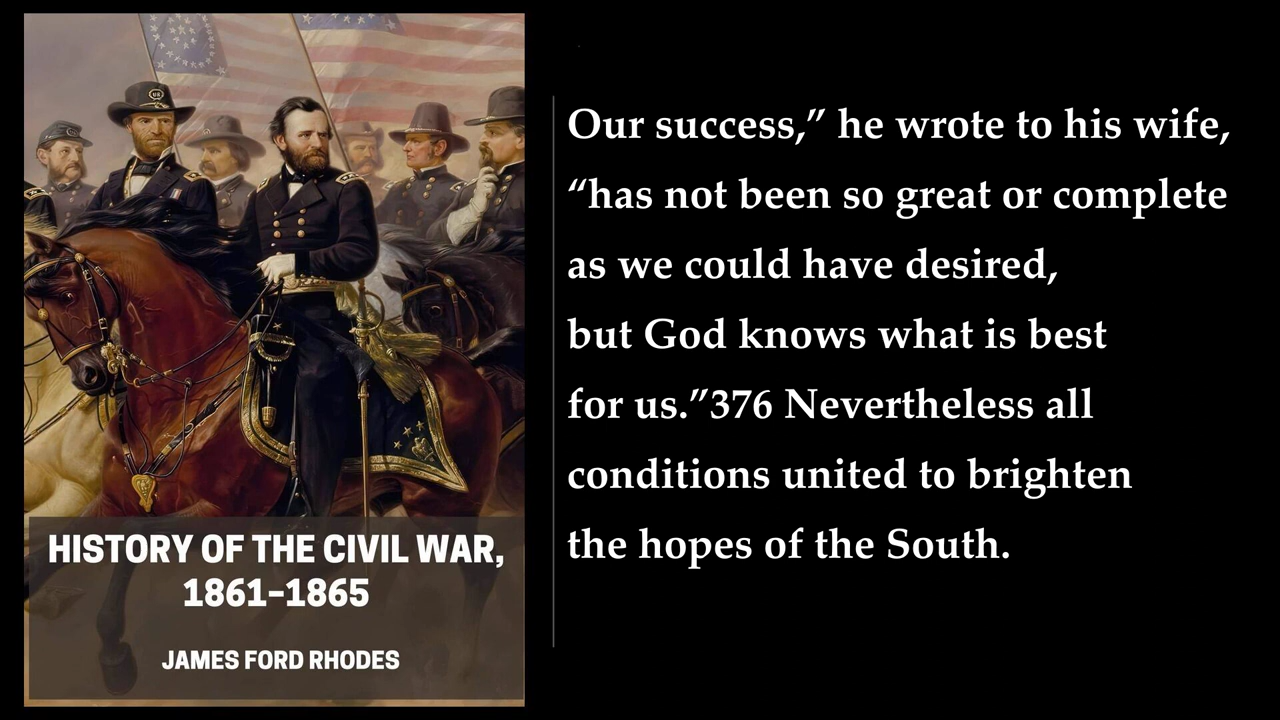 HISTORY OF THE CIVIL WAR,
1861–1865
JAMES FORD RHODES
Our success,” he wrote to his wife,
“has not been so great or complete
as we could have desired,
but God knows what is best
for us.”376 Nevertheless all
conditions united to brighten
the hopes of the South.